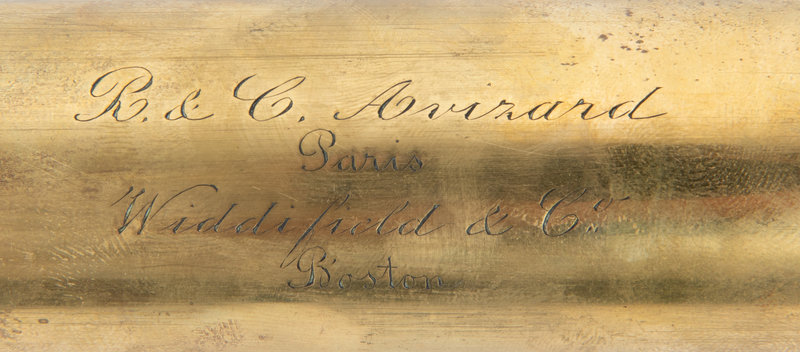 R. & C. Avizard
Paris
Widdifield & Co
Boston